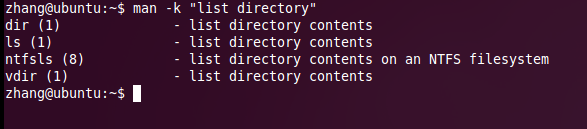 zhang@ubuntu:~$ man -k "list directory"
dir (1)              - list directory contents
ls (1)               - list directory contents
ntfsls (8)           - list directory contents on an NTFS filesystem
vdir (1)             - list directory contents
zhang@ubuntu:~$